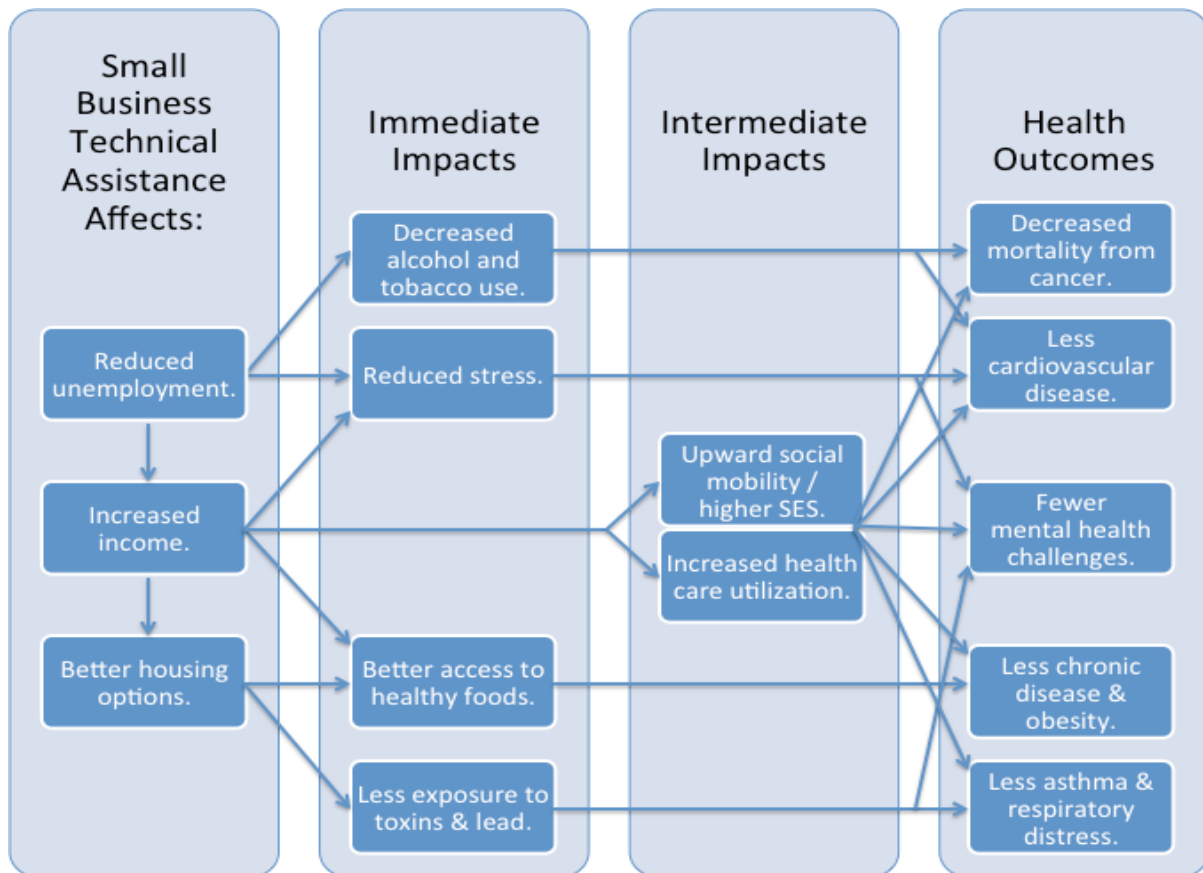 Small
Business
Technical
Assistance
Affects:
Reduced
unemployment.
Increased
income.
Better housing
options.
Immediate
Impacts
Decreased
alcohol and
tobacco use.
Reduced stress.
Better access to
healthy foods.
Less exposure to
toxins & lead.
Intermediate
Impacts
Upward social
mobility /
higher SES.
Increased health
care utilization.
Health
Outcomes
Decreased
mortality from
cancer.
Less
cardiovascular
disease.
Fewer
mental health
challenges.
Less chronic
disease &
obesity.
Less asthma &
respiratory
distress.